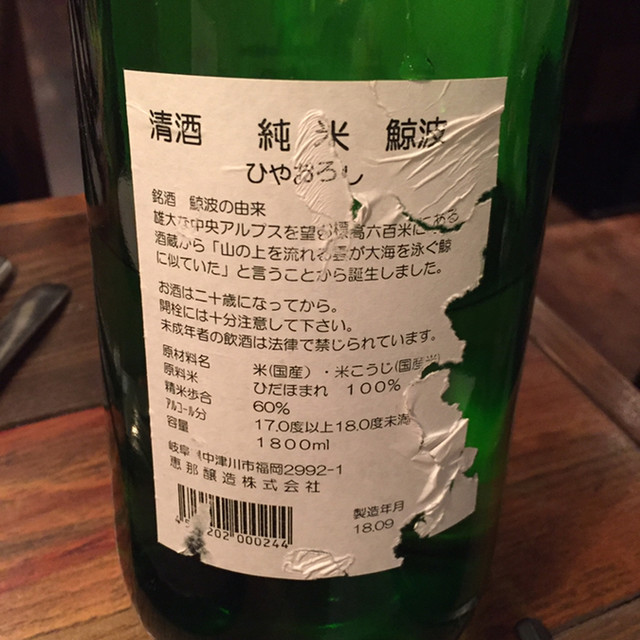 清酒 純米 鯨波
ひやおろし
銘酒 鯨波の由来
雄大な中央アルプスを望む標高六百米にある
酒蔵から「山の上を流れる雲が大海を泳ぐ鯨
に似ていた」と言うことから誕生しました。
お酒は二十歳になってから。
開栓には十分注意して下さい。
未成年者の飲酒は法律で禁じられています。
原材料名 米(国産)・米こうじ(国産米)
原料米 ひだほまれ 100%
精米歩合 60%
アルコール分 17.0度以上18.0度未満
容量 1800ml
岐阜 中津川市福岡2992-1
恵那醸造株式会社
製造年月
18.09
4 202 000244